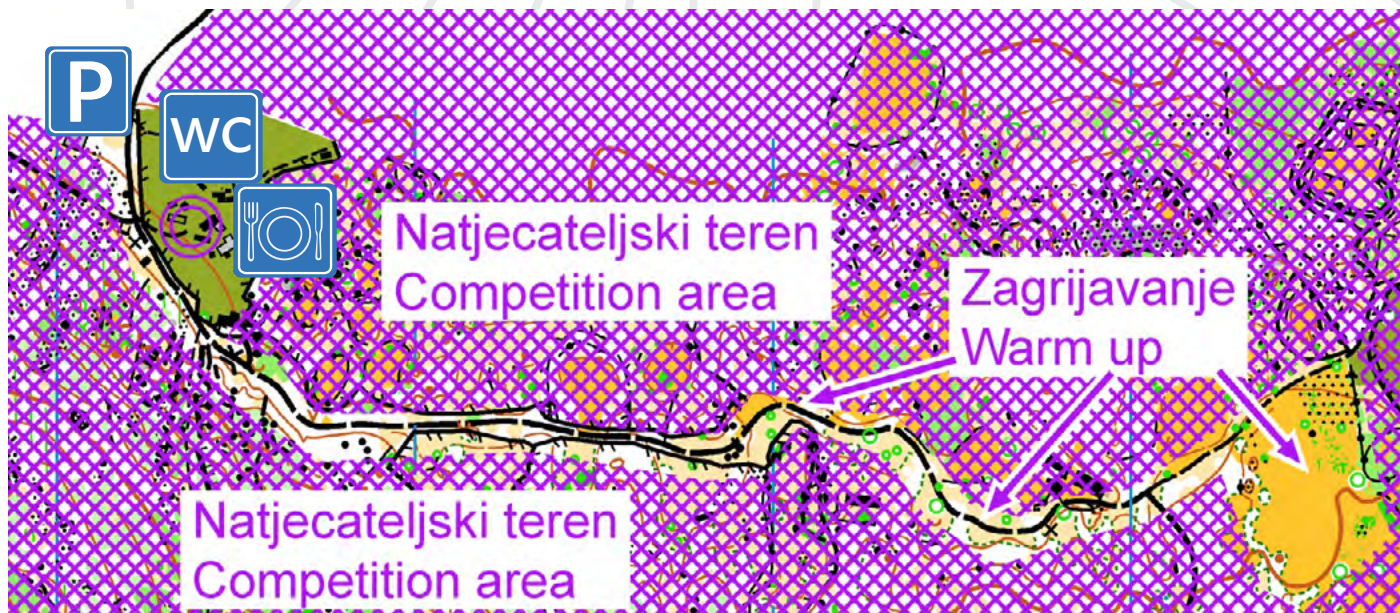 P
WC
Natjecateljski teren
Competition area
Zagrijavanje
Warm up
Natjecateljski teren
Competition area